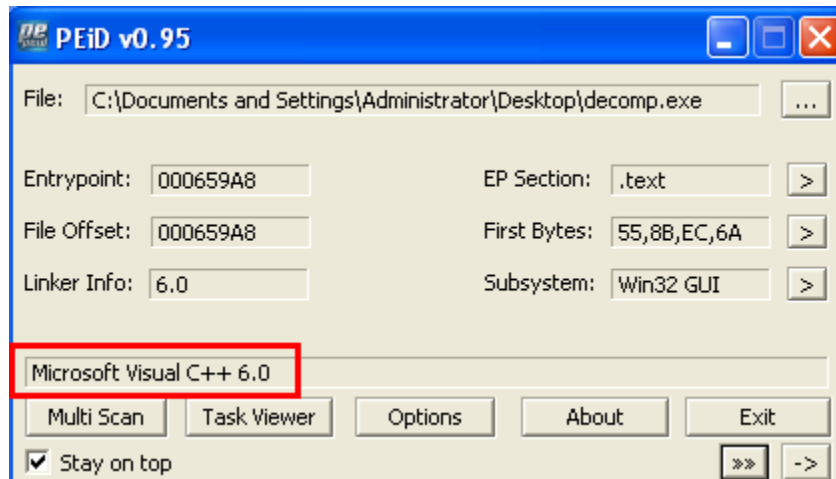 PEiD v0.95
File: C:\Documents and Settings\Administrator\Desktop\decomp.exe ...
Entrypoint: 000659A8 EP Section: .text >
File Offset: 000659A8 First Bytes: 55,8B,EC,6A >
Linker Info: 6.0 Subsystem: Win32 GUI >
Microsoft Visual C++ 6.0
Multi Scan Task Viewer Options About Exit
Stay on top »» ->